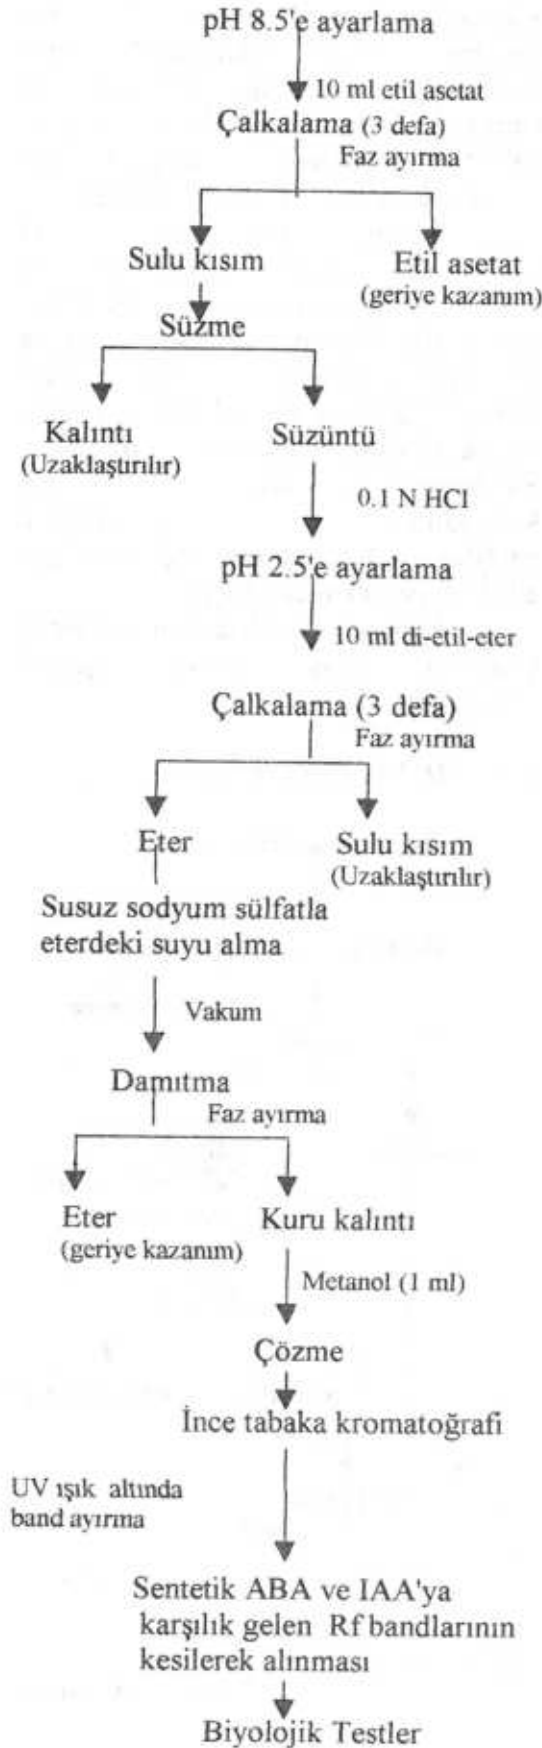 pH 8.5'e ayarlama
10 ml etil asetat
Çalkalama (3 defa)
Faz ayırma
Sulu kısım
Etil asetat
(geriye kazanım)
Süzme
Kalıntı
(Uzaklaştırılır)
Süzüntü
0.1 N HCl
pH 2.5'e ayarlama
10 ml di-etil-eter
Çalkalama (3 defa)
Faz ayırma
Eter
Sulu kısım
(Uzaklaştırılır)
Susuz sodyum sülfatla
eterdeki suyu alma
Vakum
Damıtma
Faz ayırma
Eter
(geriye kazanım)
Kuru kalıntı
Metanol (1 ml)
Çözme
İnce tabaka kromatoğrafi
UV ışık altında
band ayırma
Sentetik ABA ve IAA'ya
karşılık gelen Rf bandlarının
kesilerek alınması
Biyolojik Testler